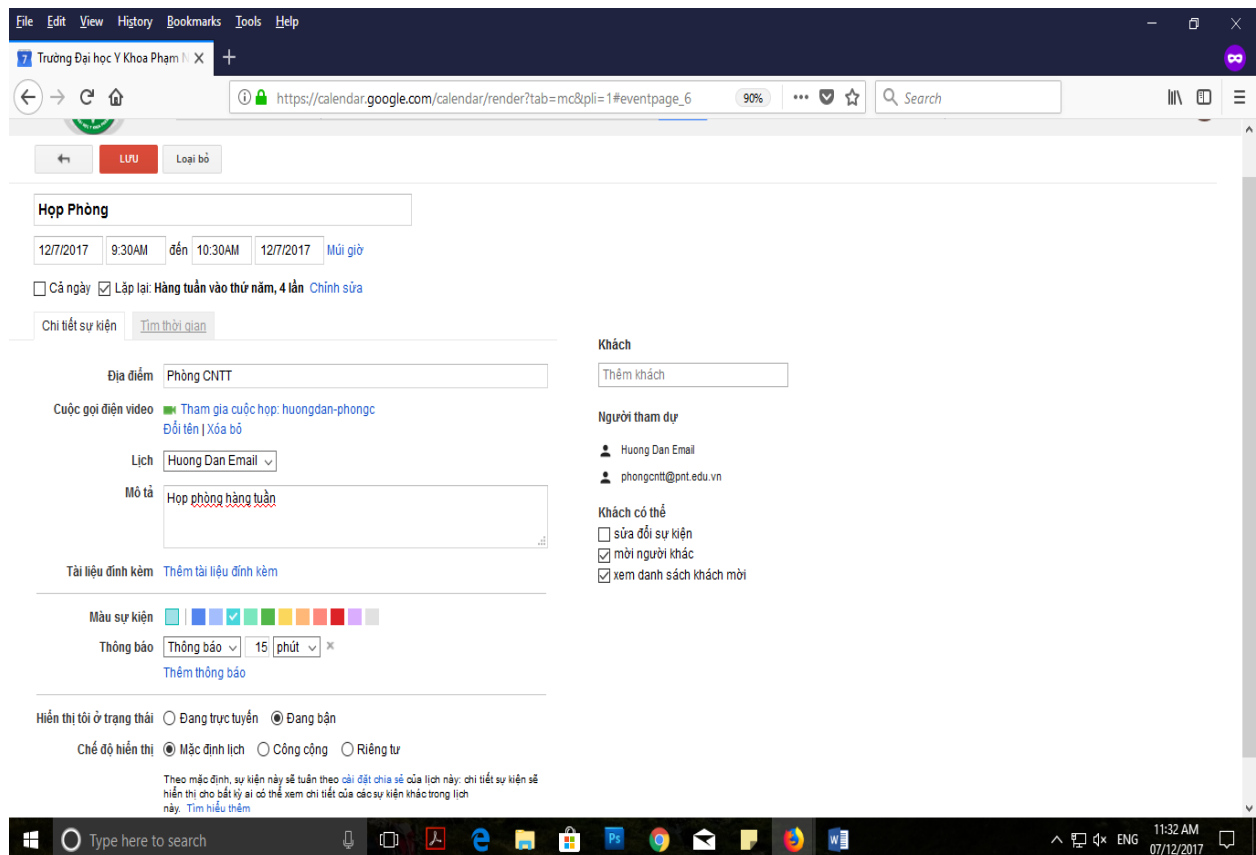 File Edit View History Bookmarks Tools Help
7 Trường Đại học Y Khoa Phạm N
https://calendar.google.com/calendar/render?tab=mc&pli=1#eventpage_6 90% Search
LƯU Loại bỏ
Họp Phòng
12/7/2017 9:30AM đến 10:30AM 12/7/2017 Múi giờ
Cả ngày Lặp lại: Hàng tuần vào thứ năm, 4 lần Chỉnh sửa
Chi tiết sự kiện Tìm thời gian
Địa điểm Phòng CNTT
Cuộc gọi điện video Tham gia cuộc họp: huongdan-phongc
Đổi tên | Xóa bỏ
Lịch Huong Dan Email
Mô tả Họp phòng hàng tuần
Tài liệu đính kèm Thêm tài liệu đính kèm
Màu sự kiện
Thông báo Thông báo 15 phút
Thêm thông báo
Hiển thị tôi ở trạng thái Đang trực tuyến Đang bận
Chế độ hiển thị Mặc định lịch Công cộng Riêng tư
Theo mặc định, sự kiện này sẽ tuân theo cài đặt chia sẻ của lịch này: chi tiết sự kiện sẽ
hiển thị cho bất kỳ ai có thể xem chi tiết của các sự kiện khác trong lịch
này. Tìm hiểu thêm
Khách
Thêm khách
Người tham dự
Huong Dan Email
phongcntt@pnt.edu.vn
Khách có thể
sửa đổi sự kiện
mời người khác
xem danh sách khách mời
Type here to search Ps ENG 11:32 AM
07/12/2017